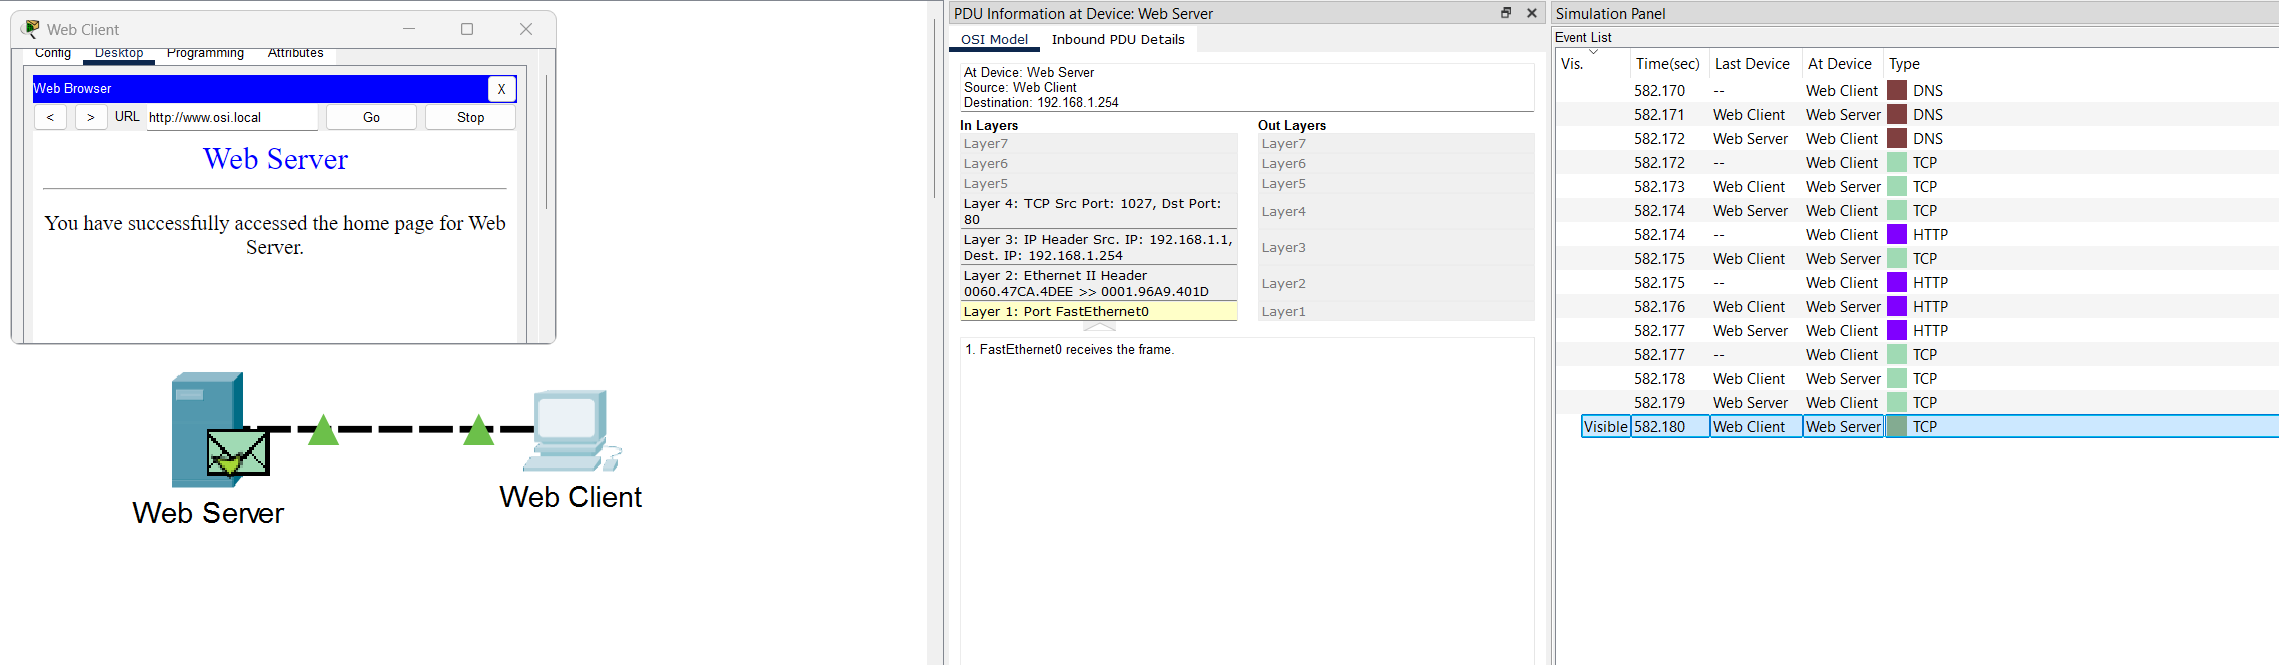 Web Client
Config Desktop Programming Attributes
Web Browser X
< > URL http://www.osi.local Go Stop
Web Server
You have successfully accessed the home page for Web
Server.
Web Server
Web Client
PDU Information at Device: Web Server
OSI Model Inbound PDU Details
At Device: Web Server
Source: Web Client
Destination: 192.168.1.254
In Layers
Layer7
Layer6
Layer5
Layer 4: TCP Src Port: 1027, Dst Port:
80
Layer 3: IP Header Src. IP: 192.168.1.1,
Dest. IP: 192.168.1.254
Layer 2: Ethernet II Header
0060.47CA.4DEE >> 0001.96A9.401D
Layer 1: Port FastEthernet0
Out Layers
Layer7
Layer6
Layer5
Layer4
Layer3
Layer2
Layer1
1. FastEthernet0 receives the frame.
Simulation Panel
Event List
Vis. Time(sec) Last Device At Device Type
582.170 -- Web Client DNS
582.171 Web Client Web Server DNS
582.172 Web Server Web Client DNS
582.172 -- Web Client TCP
582.173 Web Client Web Server TCP
582.174 Web Server Web Client TCP
582.174 -- Web Client HTTP
582.175 Web Client Web Server TCP
582.175 -- Web Client HTTP
582.176 Web Client Web Server HTTP
582.177 Web Server Web Client HTTP
582.177 -- Web Client TCP
582.178 Web Client Web Server TCP
582.179 Web Server Web Client TCP
Visible 582.180 Web Client Web Server TCP